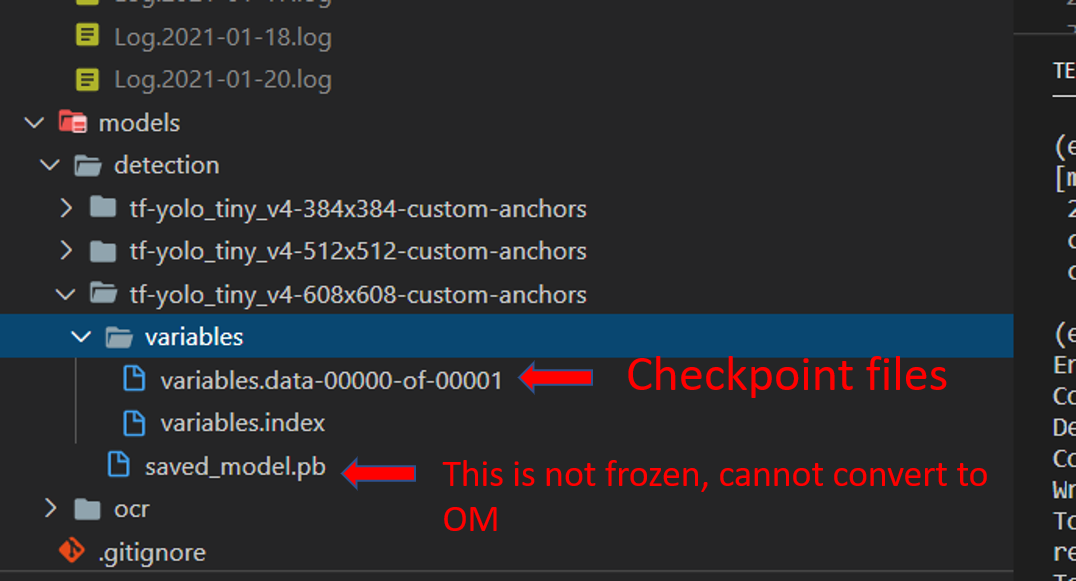 Log.2021-01-18.log
Log.2021-01-20.log
TE
models
detection
tf-yolo_tiny_v4-384x384-custom-anchors
tf-yolo_tiny_v4-512x512-custom-anchors
tf-yolo_tiny_v4-608x608-custom-anchors
variables
variables.data-00000-of-00001
Checkpoint files
variables.index
saved_model.pb
This is not frozen, cannot convert to
OM
ocr
.gitignore
(e
[m
2
c
c
(e
Er
Co
De
Co
Wr
To
re